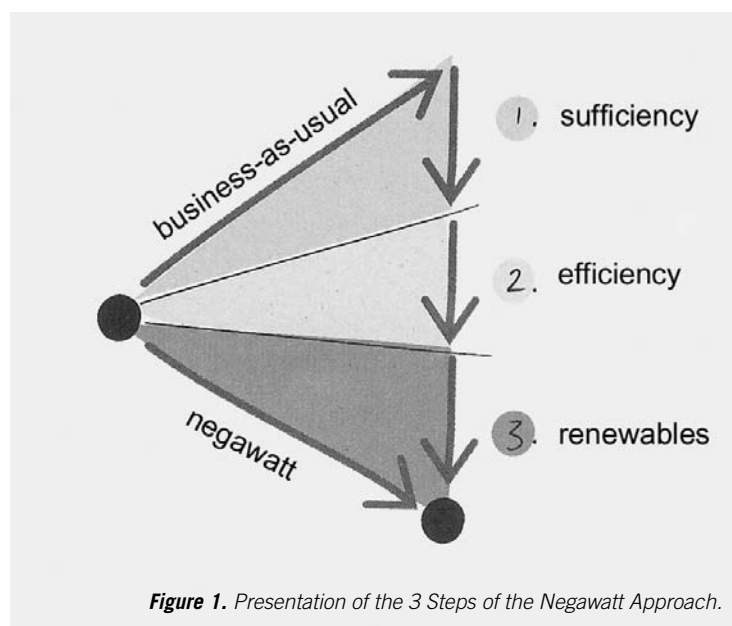 business-as-usual
1. sufficiency
2. efficiency
3. renewables
negawatt
Figure 1. Presentation of the 3 Steps of the Negawatt Approach.